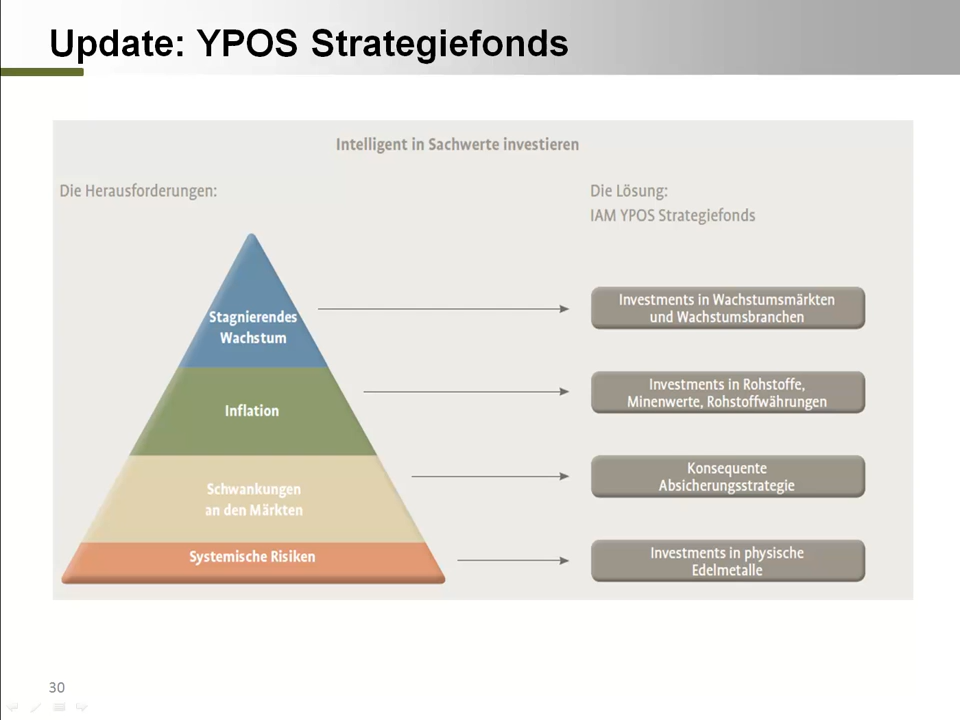 Update: YPOS Strategiefonds
Intelligent in Sachwerte investieren
Die Herausforderungen:
Die Lösung:
IAM YPOS Strategiefonds
Stagnierendes
Wachstum
Investments in Wachstumsmärkten
und Wachstumsbranchen
Inflation
Investments in Rohstoffe,
Minenwerte, Rohstoffwährungen
Schwankungen
an den Märkten
Konsequente
Absicherungsstrategie
Systemische Risiken
Investments in physische
Edelmetalle
30